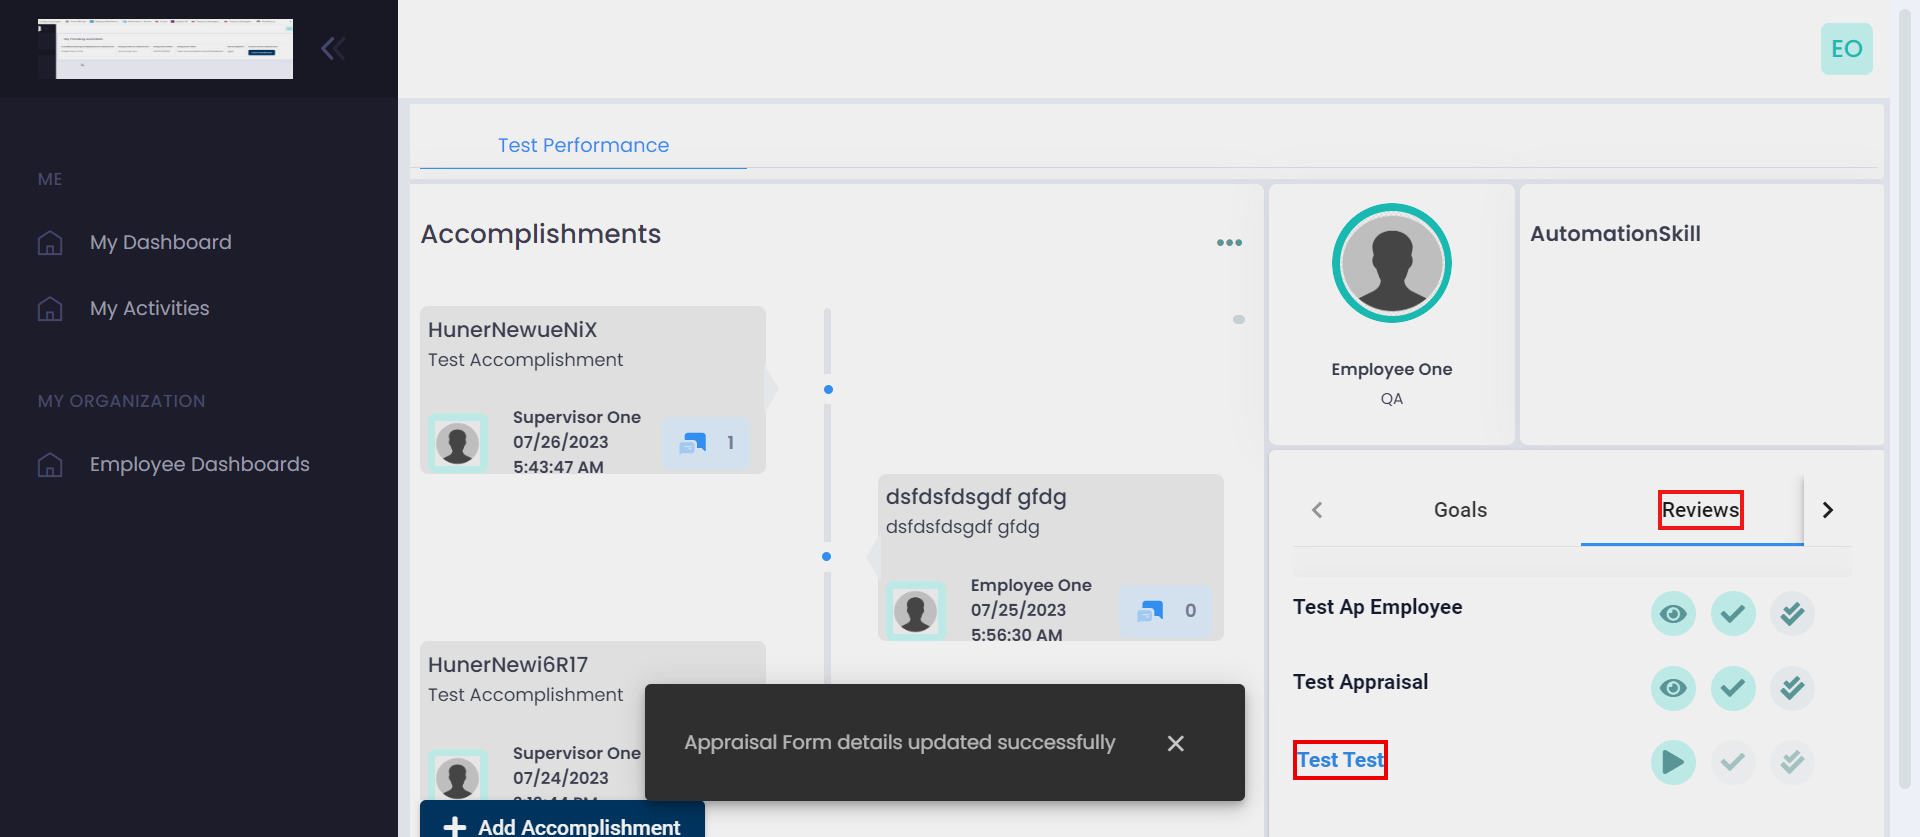 EO
ME
My Dashboard
My Activities
MY ORGANIZATION
Employee Dashboards
Test Performance
Accomplishments
HunerNewueNiX
Test Accomplishment
Supervisor One
07/26/2023
5:43:47 AM
1
dsfdsfdsgdf gfdg
dsfdsfdsgdf gfdg
Employee One
07/25/2023
5:56:30 AM
0
HunerNewi6R17
Test Accomplishment
Supervisor One
07/24/2023
Add Accomplishment
Employee One
QA
AutomationSkill
Goals
Reviews
Test Ap Employee
Test Appraisal
Test Test
Appraisal Form details updated successfully